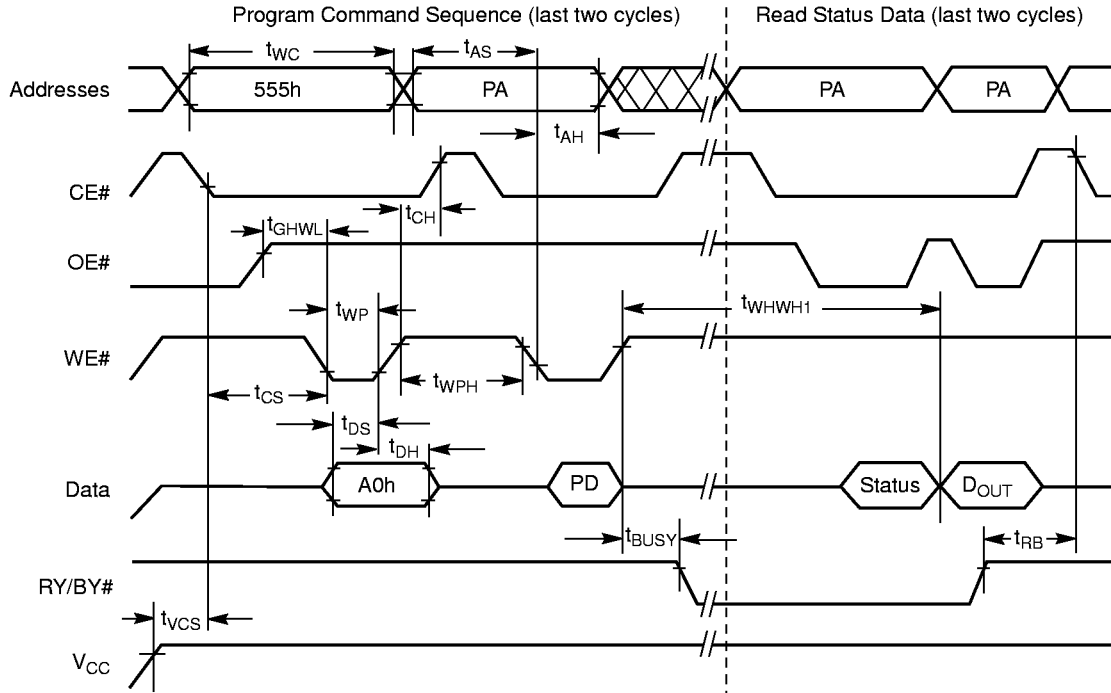 Program Command Sequence (last two cycles) Read Status Data (last two cycles)
tWC tAS
Addresses 555h PA PA PA
tAH
CE#
tCH
tGHWL
OE#
tWP tWHWH1
WE#
tCS tWPH
tDS
tDH
Data A0h PD Status DOUT
tBUSY tRB
RY/BY#
tVCS
VCC